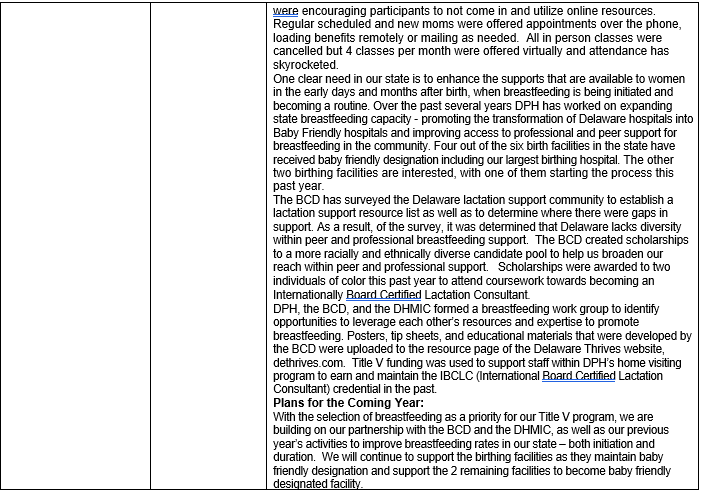 were encouraging participants to not come in and utilize online resources.
Regular scheduled and new moms were offered appointments over the phone,
loading benefits remotely or mailing as needed.  All in person classes were
cancelled but 4 classes per month were offered virtually and attendance has
skyrocketed.
One clear need in our state is to enhance the supports that are available to women
in the early days and months after birth, when breastfeeding is being initiated and
becoming a routine. Over the past several years DPH has worked on expanding
state breastfeeding capacity - promoting the transformation of Delaware hospitals into
Baby Friendly hospitals and improving access to professional and peer support for
breastfeeding in the community. Four out of the six birth facilities in the state have
received baby friendly designation including our largest birthing hospital. The other
two birthing facilities are interested, with one of them starting the process this
past year.
The BCD has surveyed the Delaware lactation support community to establish a
lactation support resource list as well as to determine where there were gaps in
support. As a result, of the survey, it was determined that Delaware lacks diversity
within peer and professional breastfeeding support.  The BCD created scholarships
to a more racially and ethnically diverse candidate pool to help us broaden our
reach within peer and professional support.   Scholarships were awarded to two
individuals of color this past year to attend coursework towards becoming an
Internationally Board Certified Lactation Consultant.
DPH, the BCD, and the DHMIC formed a breastfeeding work group to identify
opportunities to leverage each other's resources and expertise to promote
breastfeeding. Posters, tip sheets, and educational materials that were developed by
the BCD were uploaded to the resource page of the Delaware Thrives website,
dethrives.com.  Title V funding was used to support staff within DPH's home visiting
program to earn and maintain the IBCLC (International Board Certified Lactation
Consultant) credential in the past.
Plans for the Coming Year:
With the selection of breastfeeding as a priority for our Title V program, we are
building on our partnership with the BCD and the DHMIC, as well as our previous
year's activities to improve breastfeeding rates in our state – both initiation and
duration.  We will continue to support the birthing facilities as they maintain baby
friendly designation and support the 2 remaining facilities to become baby friendly
designated facility.